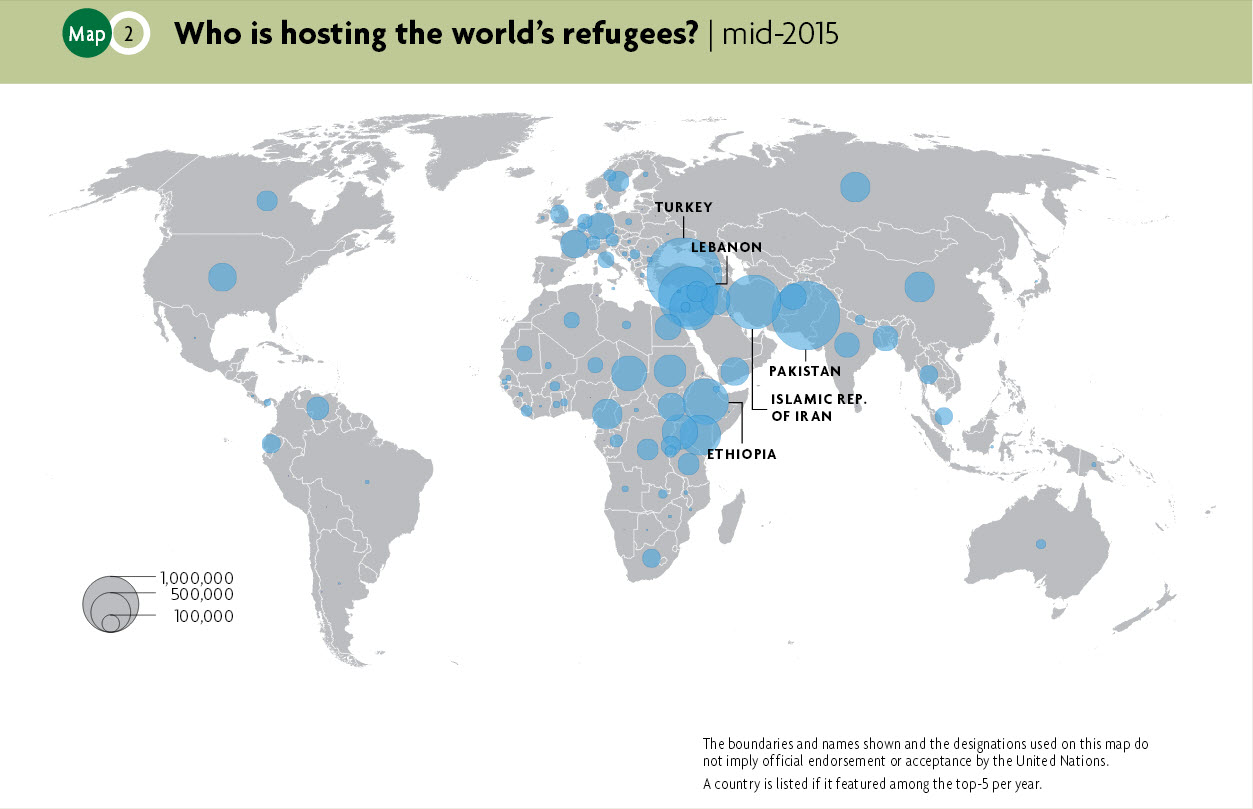 Map 2 Who is hosting the world's refugees? | mid-2015
TURKEY
LEBANON
PAKISTAN
ISLAMIC REP.
OF IRAN
ETHIOPIA
1,000,000
500,000
100,000
The boundaries and names shown and the designations used on this map do
not imply official endorsement or acceptance by the United Nations.
A country is listed if it featured among the top-5 per year.